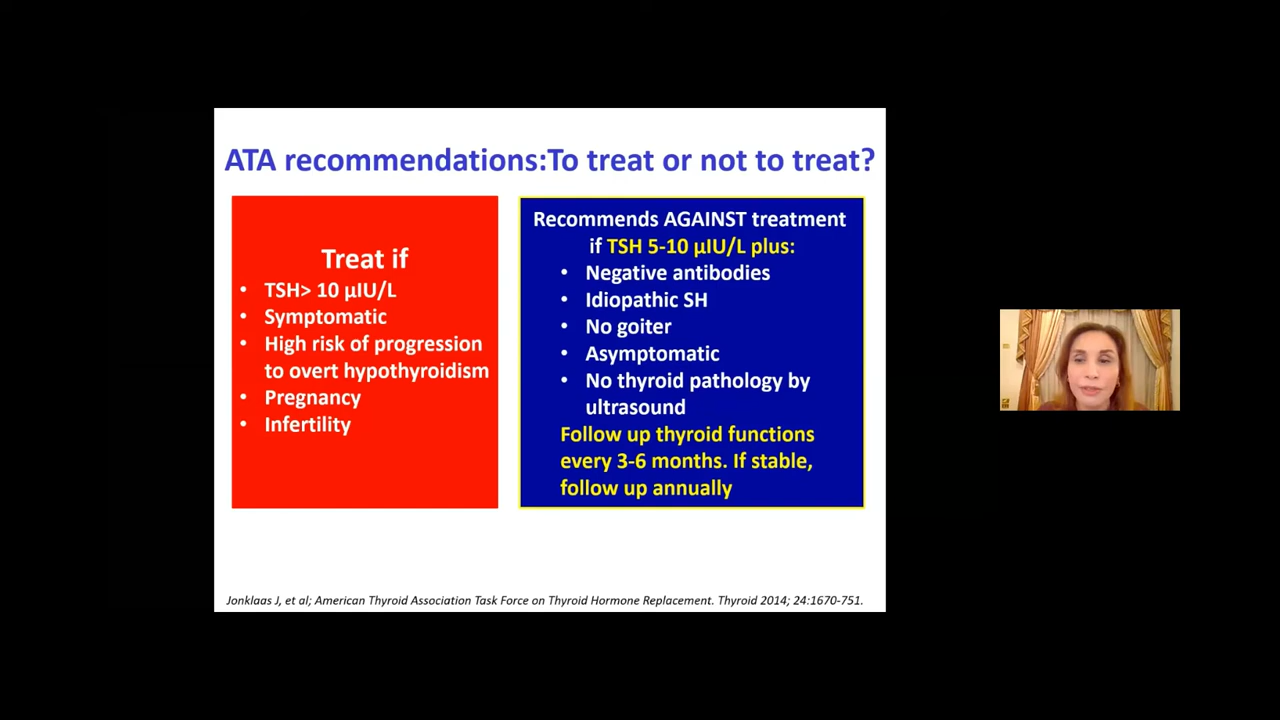 ATA recommendations:To treat or not to treat?
Treat if
• TSH> 10 µIU/L
• Symptomatic
• High risk of progression
to overt hypothyroidism
• Pregnancy
• Infertility
Recommends AGAINST treatment
if TSH 5-10 µIU/L plus:
• Negative antibodies
• Idiopathic SH
• No goiter
• Asymptomatic
• No thyroid pathology by
ultrasound
Follow up thyroid functions
every 3-6 months. If stable,
follow up annually
Jonklaas J, et al; American Thyroid Association Task Force on Thyroid Hormone Replacement. Thyroid 2014; 24:1670-751.